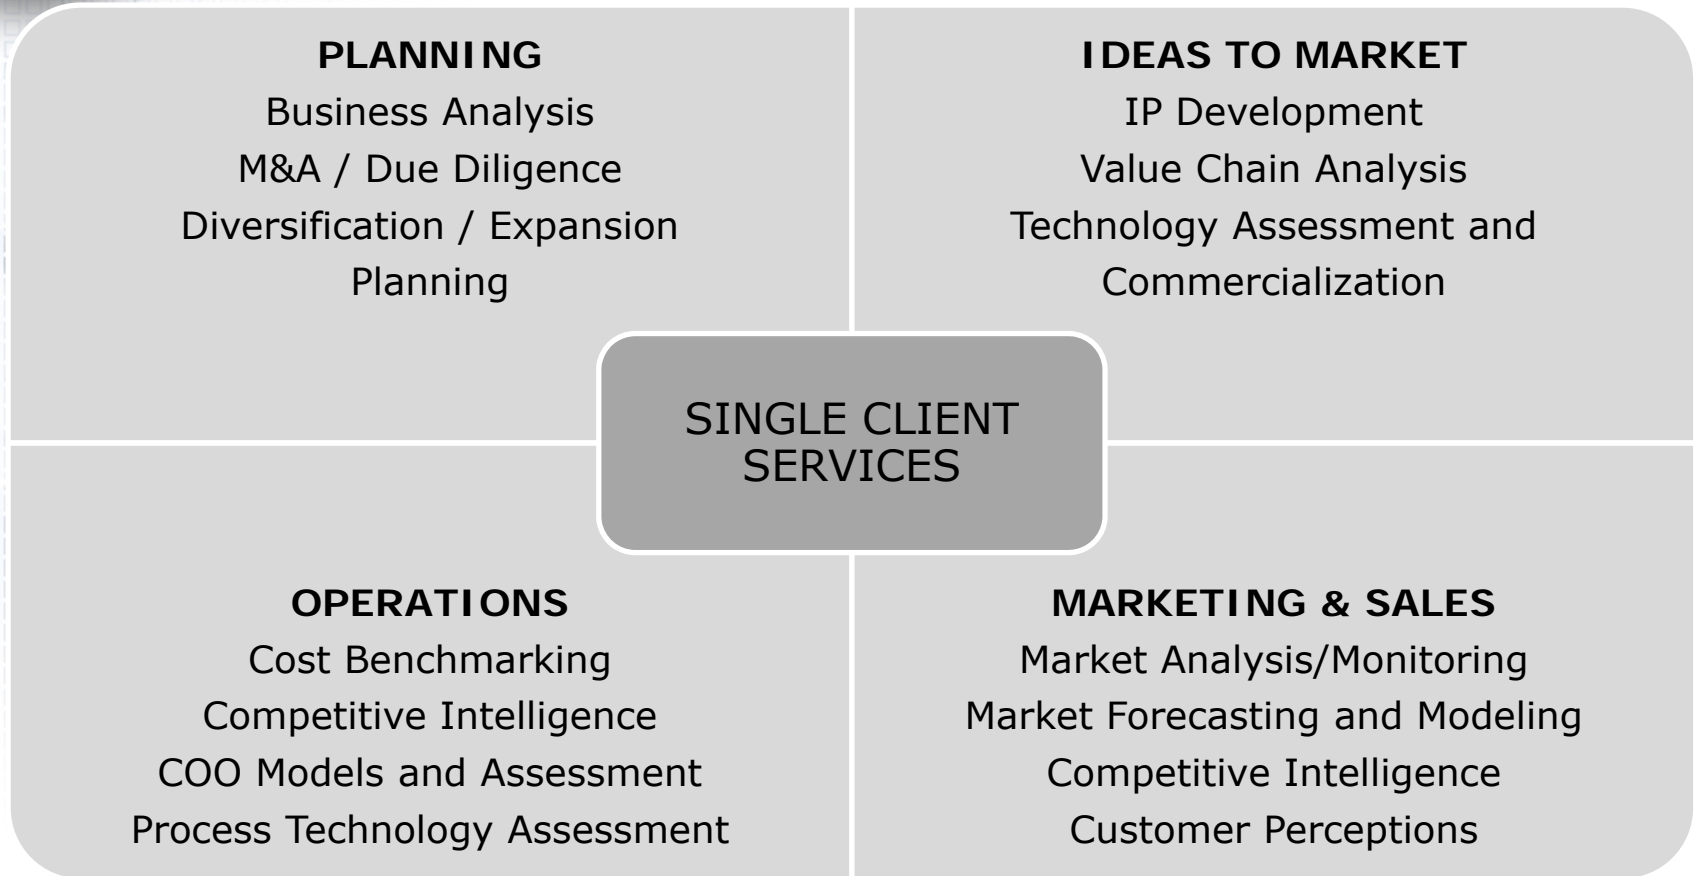 PLANNING
Business Analysis
M&A / Due Diligence
Diversification / Expansion
Planning
IDEAS TO MARKET
IP Development
Value Chain Analysis
Technology Assessment and
Commercialization
SINGLE CLIENT
SERVICES
OPERATIONS
Cost Benchmarking
Competitive Intelligence
COO Models and Assessment
Process Technology Assessment
MARKETING & SALES
Market Analysis/Monitoring
Market Forecasting and Modeling
Competitive Intelligence
Customer Perceptions